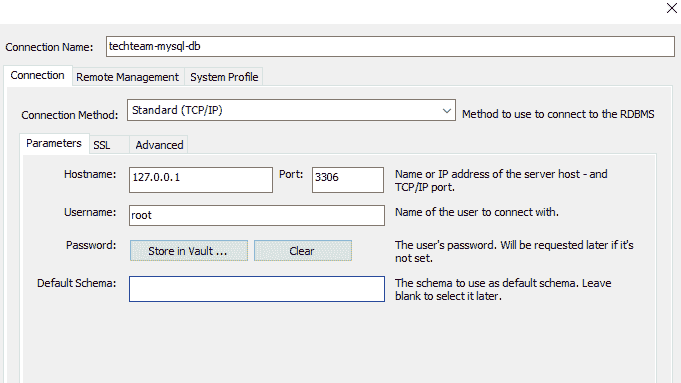 Connection Name: techteam-mysql-db
Connection Remote Management System Profile
Connection Method: Standard (TCP/IP) Method to use to connect to the RDBMS
Parameters SSL Advanced
Hostname: 127.0.0.1 Port: 3306 Name or IP address of the server host - and
TCP/IP port.
Username: root Name of the user to connect with.
Password: Store in Vault ... Clear The user's password. Will be requested later if it's
not set.
Default Schema: The schema to use as default schema. Leave
blank to select it later.